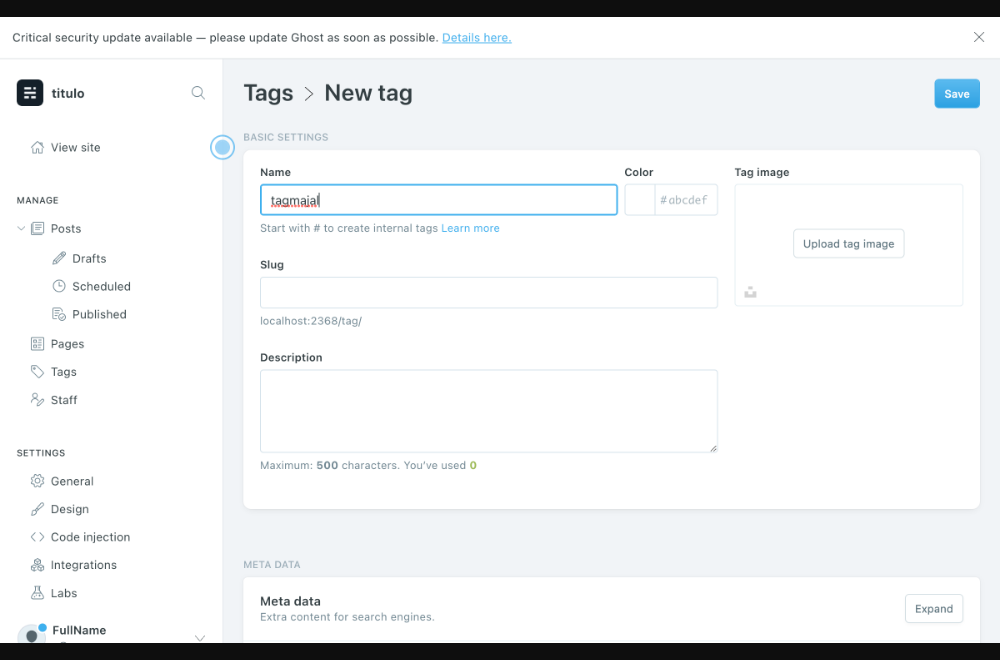 Critical security update available — please update Ghost as soon as possible. Details here.
titulo
View site
MANAGE
Posts
Drafts
Scheduled
Published
Pages
Tags
Staff
SETTINGS
General
Design
Code injection
Integrations
Labs
FullName
Tags > New tag
Save
BASIC SETTINGS
Name
tagmajal
Start with # to create internal tags Learn more
Color
#abcdef
Tag image
Upload tag image
Slug
localhost:2368/tag/
Description
Maximum: 500 characters. You've used 0
META DATA
Meta data
Extra content for search engines.
Expand